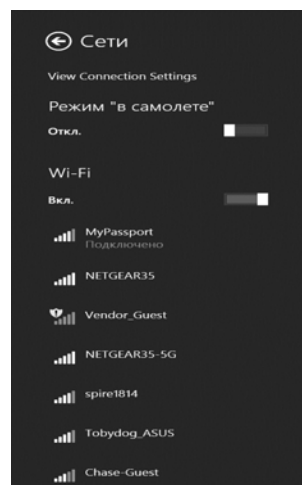 Сети
View Connection Settings
Режим "в самолете"
Откл.
Wi-Fi
Вкл.
MyPassport
Подключено
NETGEAR35
Vendor_Guest
NETGEAR35-5G
spire1814
Tobydog_ASUS
Chase-Guest